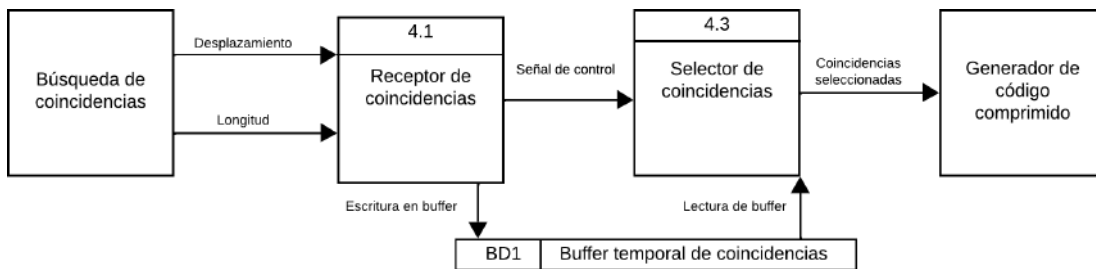 Búsqueda de
coincidencias
Desplazamiento
Longitud
4.1
Receptor de
coincidencias
Señal de control
4.3
Selector de
coincidencias
Coincidencias
seleccionadas
Generador de
código
comprimido
Escritura en buffer
Lectura de buffer
BD1
Buffer temporal de coincidencias